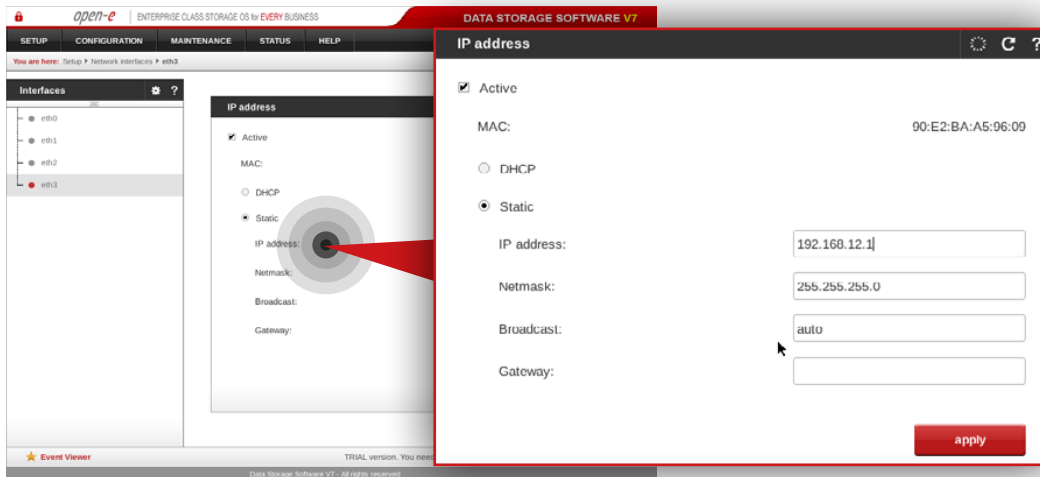 open-e ENTERPRISE CLASS STORAGE OS for EVERY BUSINESS
DATA STORAGE SOFTWARE V7
SETUP CONFIGURATION MAINTENANCE STATUS HELP
You are here: Setup Network interfaces eth3
Interfaces ?
eth0
eth1
eth2
eth3
IP address
Active
MAC:
DHCP
Static
IP address:
Netmask:
Broadcast:
Gateway:
IP address ?
Active
MAC: 90:E2:BA:A5:96:09
DHCP
Static
IP address: 192.168.12.1
Netmask: 255.255.255.0
Broadcast: auto
Gateway:
apply
Event Viewer
TRIAL version. You need
Data Storage Software V7 - All rights reserved